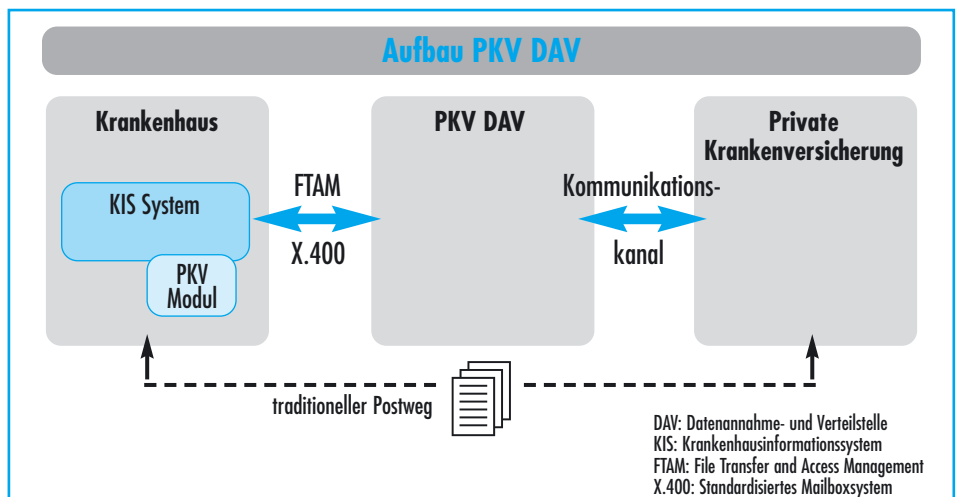 Aufbau PKV DAV
Krankenhaus
KIS System
PKV
Modul
FTAM
X.400
PKV DAV
Kommunikations-
kanal
Private
Krankenversicherung
traditioneller Postweg
DAV: Datenannahme- und Verteilstelle
KIS: Krankenhausinformationssystem
FTAM: File Transfer and Access Management
X.400: Standardisiertes Mailboxsystem